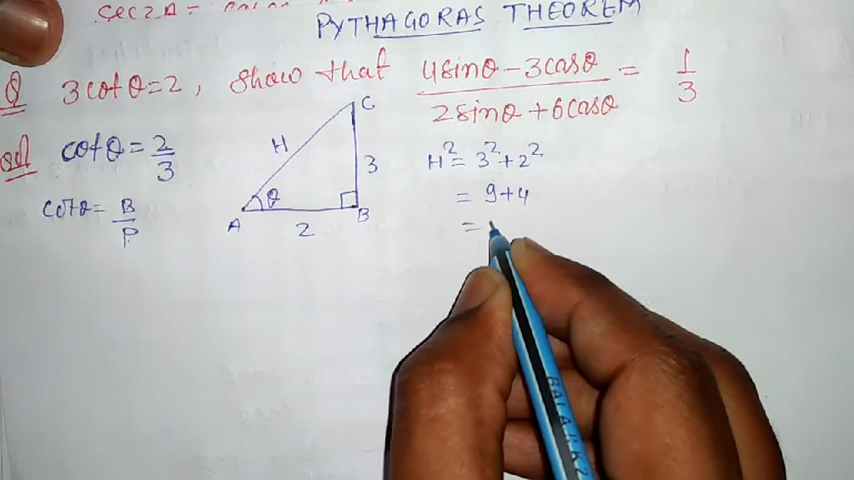 sec2A =
PYTHAGORAS THEOREM
Q 3cotθ=2, show that 4sinθ-3cosθ / 2sinθ+6cosθ = 1/3
Sol cotθ = 2/3
cotθ = B/P
H
C
3
θ
A
2
B
H² = 3² + 2²
= 9+4
=